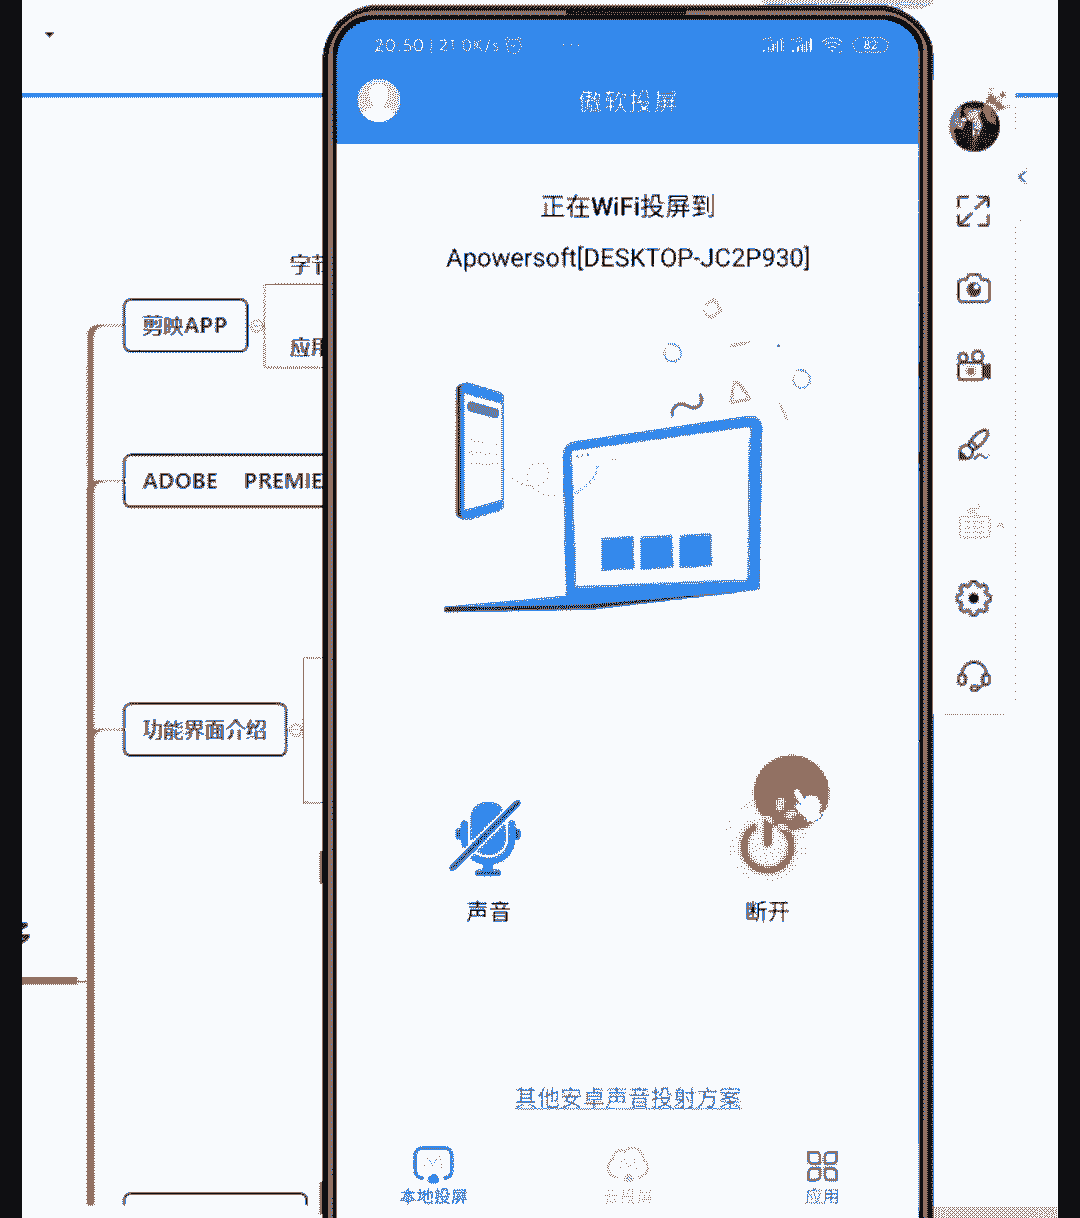 20:50 | 21.0K/s
82
傲软投屏
正在WiFi投屏到
Apowersoft[DESKTOP-JC2P930]
字节
剪映APP
应用
ADOBE PREMIE
功能界面介绍
声音
断开
其他安卓声音投射方案
本地投屏
云投屏
应用